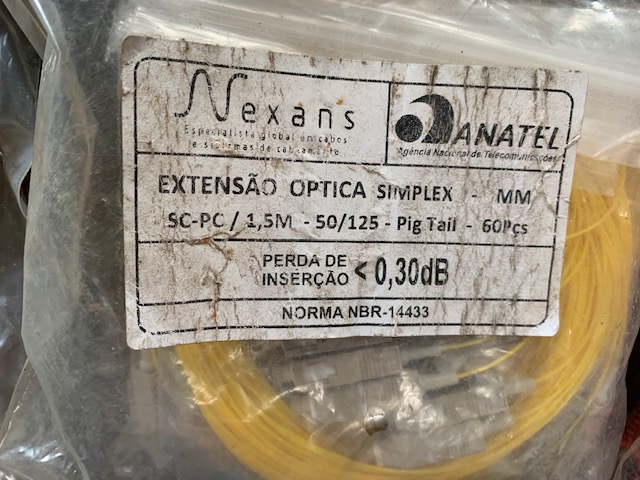 Nexans
Especialista global em cabos
e sistemas de cabeamento
ANATEL
Agência Nacional de Telecomunicações
EXTENSÃO OPTICA SIMPLEX - MM
SC-PC / 1,5M - 50/125 - Pig Tail - 60Pcs
PERDA DE
INSERÇÃO < 0,30dB
NORMA NBR-14433